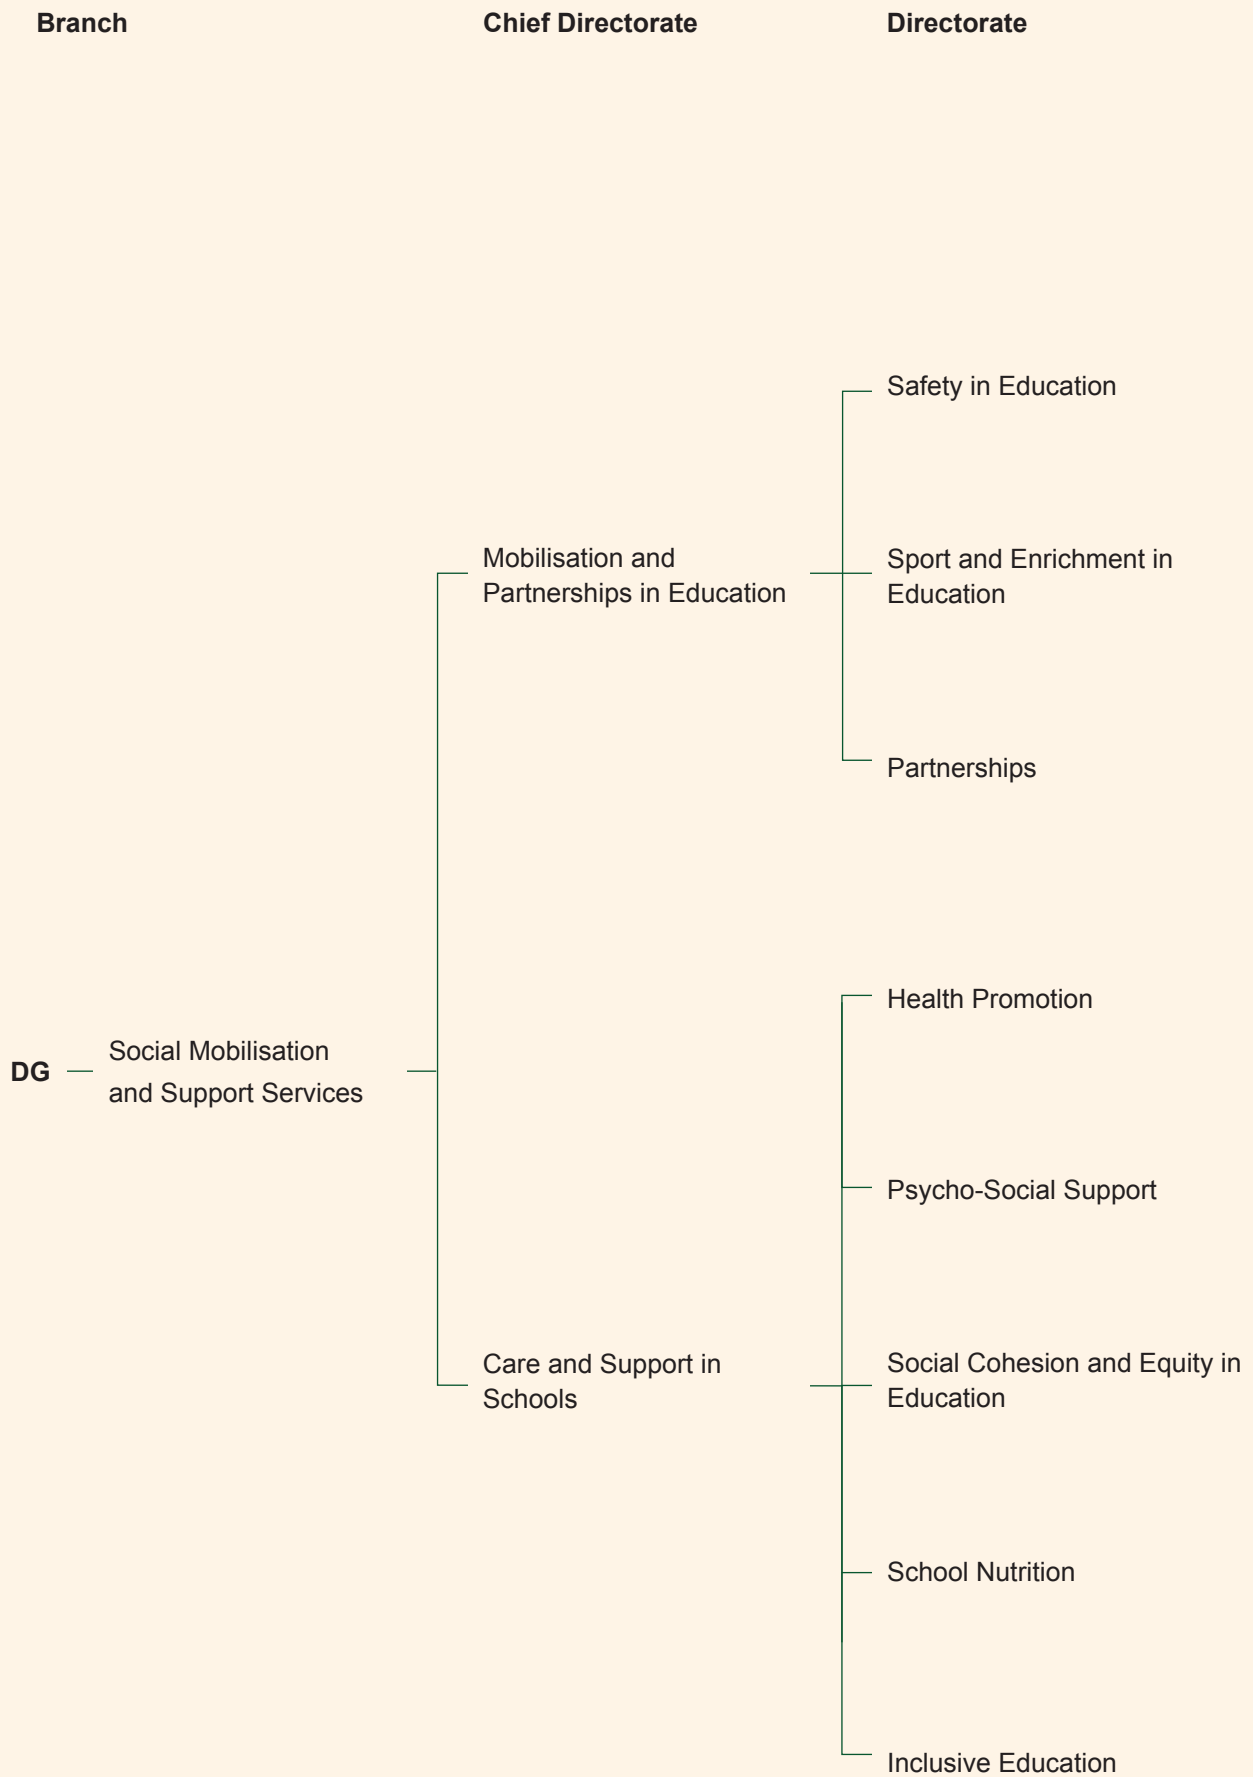 Branch
Chief Directorate
Directorate
Safety in Education
Mobilisation and
Partnerships in Education
Sport and Enrichment in
Education
Partnerships
Health Promotion
DG
Social Mobilisation
and Support Services
Psycho-Social Support
Care and Support in
Schools
Social Cohesion and Equity in
Education
School Nutrition
Inclusive Education